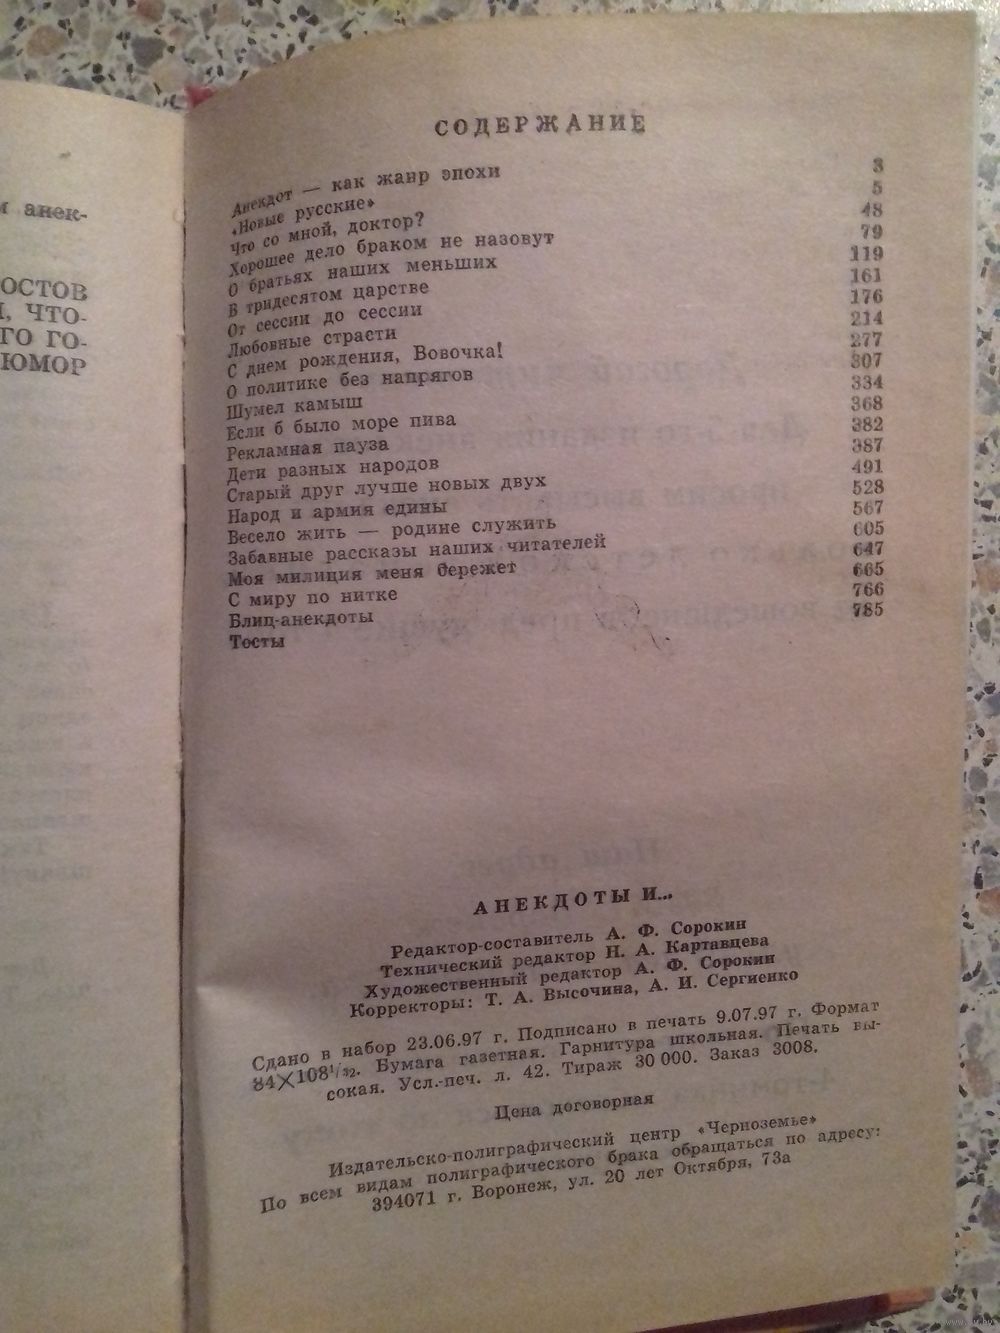 анек-
ОСТОВ
, ЧТО-
ГО ГО-
ЮМОР
СОДЕРЖАНИЕ
Анекдот — как жанр эпохи 3
«Новые русские» 5
Что со мной, доктор? 48
Хорошее дело браком не назовут 79
О братьях наших меньших 119
В тридесятом царстве 161
От сессии до сессии 176
Любовные страсти 214
С днем рождения, Вовочка! 277
О политике без напрягов 307
Шумел камыш 334
Если б было море пива 368
Рекламная пауза 382
Дети разных народов 387
Старый друг лучше новых двух 491
Народ и армия едины 528
Весело жить — родине служить 567
Забавные рассказы наших читателей 605
Моя милиция меня бережет 647
С миру по нитке 665
Блиц-анекдоты 766
Тосты 785
АНЕКДОТЫ И...
Редактор-составитель А. Ф. Сорокин
Технический редактор Н. А. Картавцева
Художественный редактор А. Ф. Сорокин
Корректоры: Т. А. Высочина, А. И. Сергиенко
Сдано в набор 23.06.97 г. Подписано в печать 9.07.97 г. Формат
84×108¹/₃₂. Бумага газетная. Гарнитура школьная. Печать вы-
сокая. Усл.-печ. л. 42. Тираж 30 000. Заказ 3008.
Цена договорная
Издательско-полиграфический центр «Черноземье»
По всем видам полиграфического брака обращаться по адресу:
394071 г. Воронеж, ул. 20 лет Октября, 73а